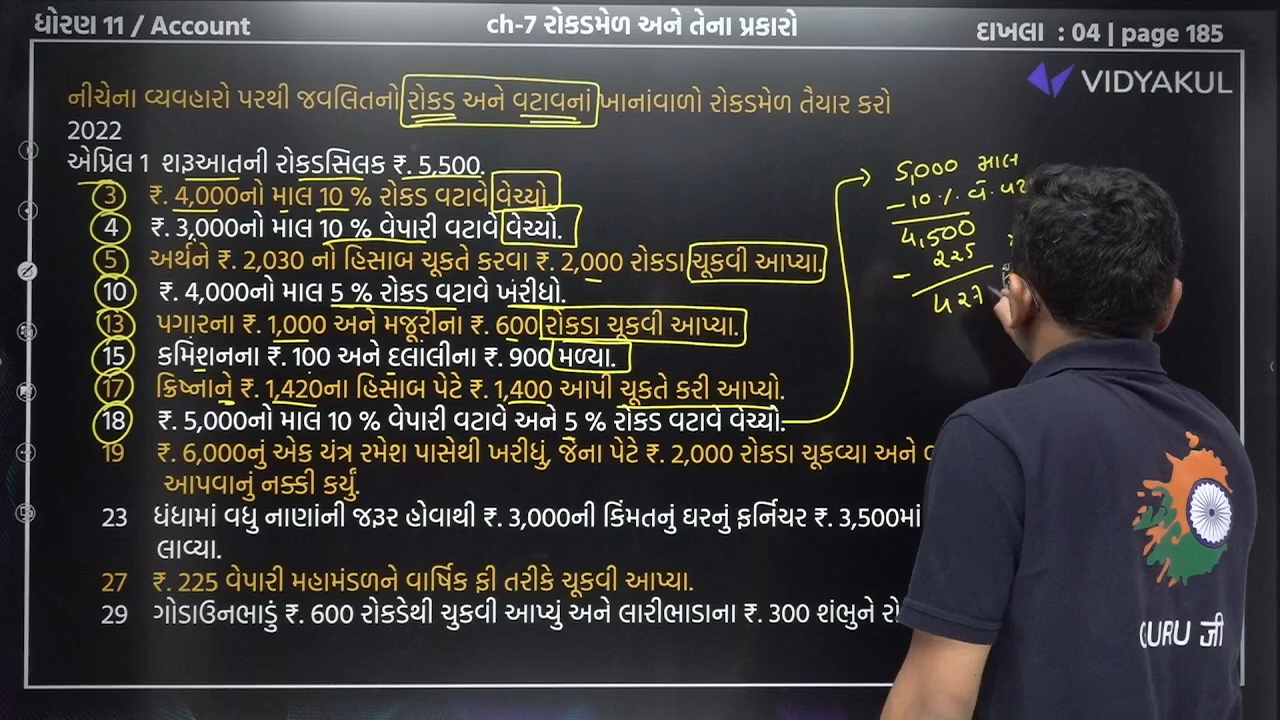 ધોરણ 11 / Account
ch-7 રોકડમેળ અને તેના પ્રકારો
દાખલા : 04 | page 185
VIDYAKUL
નીચેના વ્યવહારો પરથી જવલિતનો રોકડ અને વટાવનાં ખાનાંવાળો રોકડમેળ તૈયાર કરો
2022
એપ્રિલ 1 શરૂઆતની રોકડસિલક ₹. 5,500.
3 ₹. 4,000નો માલ 10 % રોકડ વટાવે વેચ્યો.
4 ₹. 3,000નો માલ 10 % વેપારી વટાવે વેચ્યો.
5 અર્થને ₹. 2,030 નો હિસાબ ચૂકતે કરવા ₹. 2,000 રોકડા ચૂકવી આપ્યા.
10 ₹. 4,000નો માલ 5 % રોકડ વટાવે ખરીધો.
13 પગારના ₹. 1,000 અને મજૂરીના ₹. 600 રોકડા ચૂકવી આપ્યા.
15 કમિશનના ₹. 100 અને દલાલીના ₹. 900 મળ્યા.
17 ક્રિષ્નાને ₹. 1,420ના હિસાબ પેટે ₹. 1,400 આપી ચૂકતે કરી આપ્યો.
18 ₹. 5,000નો માલ 10 % વેપારી વટાવે અને 5 % રોકડ વટાવે વેચ્યો.
19 ₹. 6,000નું એક યંત્ર રમેશ પાસેથી ખરીધું, જેના પેટે ₹. 2,000 રોકડા ચૂકવ્યા અને
આપવાનું નક્કી કર્યું.
23 ધંધામાં વધુ નાણાંની જરૂર હોવાથી ₹. 3,000ની કિંમતનું ઘરનું ફર્નિચર ₹. 3,500માં
લાવ્યા.
27 ₹. 225 વેપારી મહામંડળને વાર્ષિક ફી તરીકે ચૂકવી આપ્યા.
29 ગોડાઉનભાડું ₹. 600 રોકડેથી ચુકવી આપ્યું અને લારીભાડાના ₹. 300 શંભુને
5,000 માલ
- 10 % વે.
4,500
- 225
GURU जी